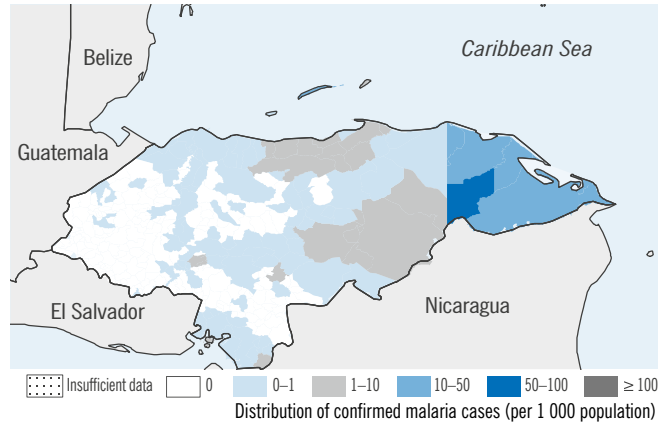 Belize
Caribbean Sea
Guatemala
El Salvador
Nicaragua
Insufficient data 0 0–1 1–10 10–50 50–100 ≥ 100
Distribution of confirmed malaria cases (per 1 000 population)